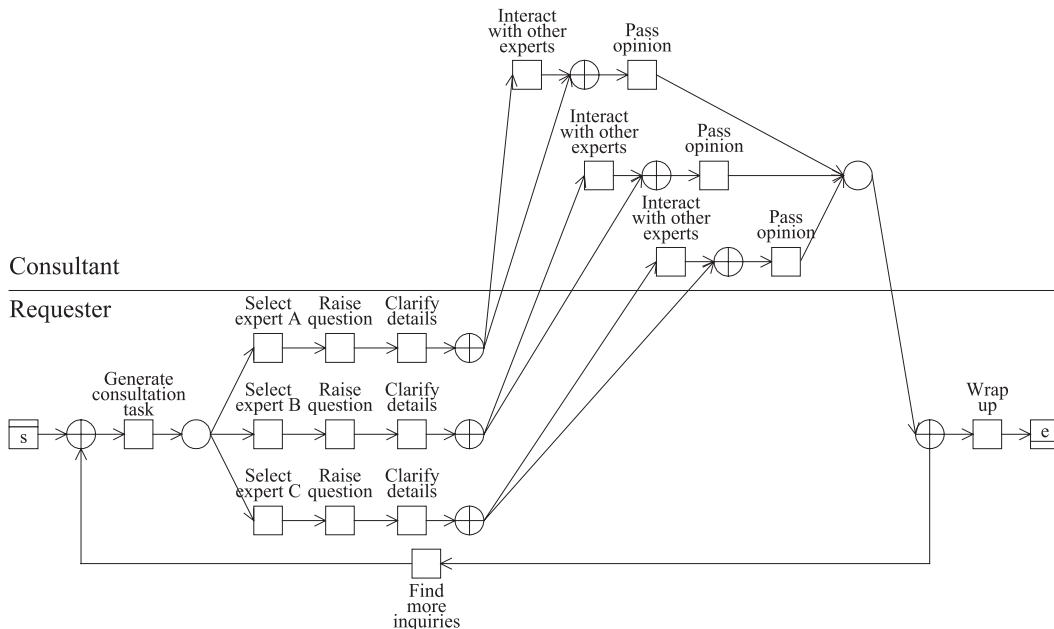 Interact
with other
experts
Pass
opinion
Interact
with other
experts
Pass
opinion
Interact
with other
experts
Pass
opinion
Consultant
Requester
Select
expert A
Raise
question
Clarify
details
Generate
consultation
task
Select
expert B
Raise
question
Clarify
details
Wrap
up
s
e
Select
expert C
Raise
question
Clarify
details
Find
more
inquiries